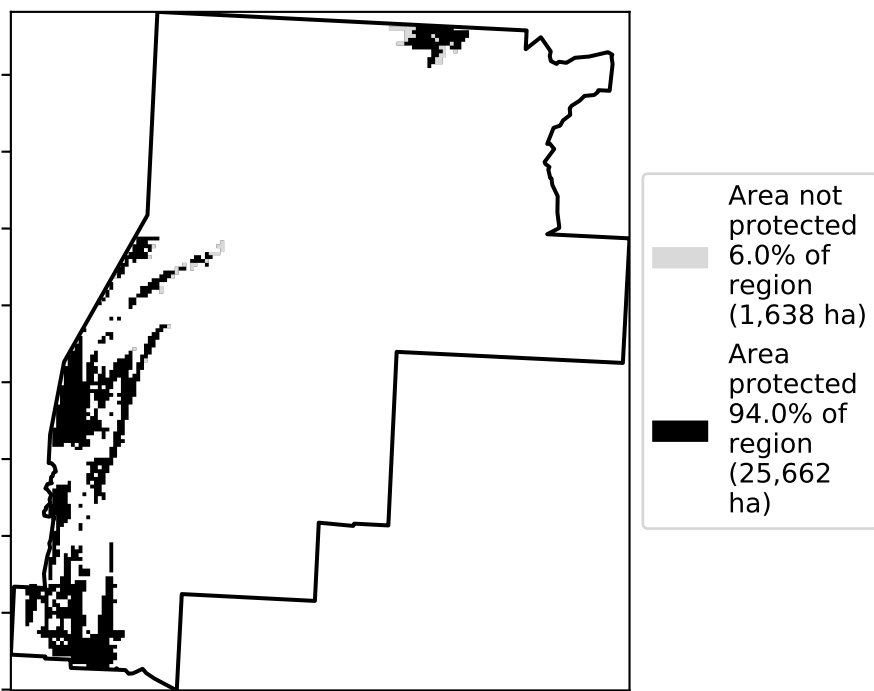 Area not
protected
6.0% of
region
(1,638 ha)
Area
protected
94.0% of
region
(25,662
ha)